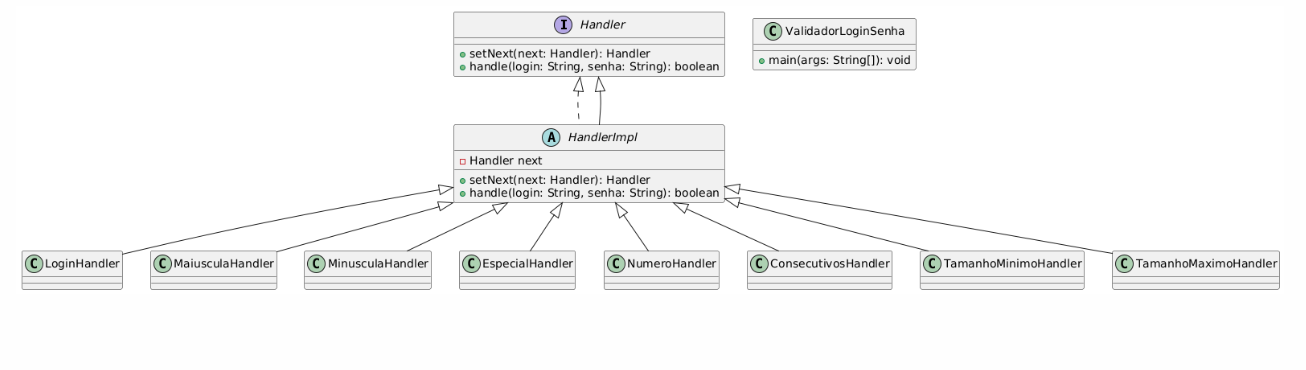 I Handler
setNext(next: Handler): Handler
handle(login: String, senha: String): boolean
C ValidadorLoginSenha
main(args: String[]): void
A HandlerImpl
Handler next
setNext(next: Handler): Handler
handle(login: String, senha: String): boolean
C LoginHandler
C MaiusculaHandler
C MinusculaHandler
C EspecialHandler
C NumeroHandler
C ConsecutivosHandler
C TamanhoMinimoHandler
C TamanhoMaximoHandler